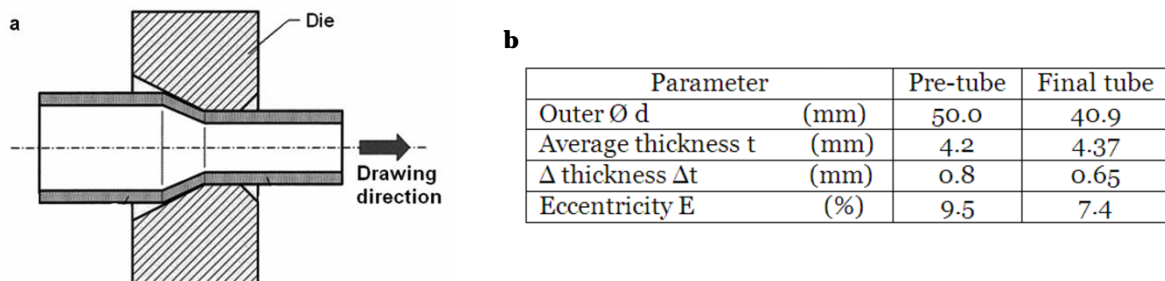 a
Die
Drawing
direction
b
Parameter Pre-tube Final tube
Outer Ø d (mm) 50.0 40.9
Average thickness t (mm) 4.2 4.37
Δ thickness Δt (mm) 0.8 0.65
Eccentricity E (%) 9.5 7.4